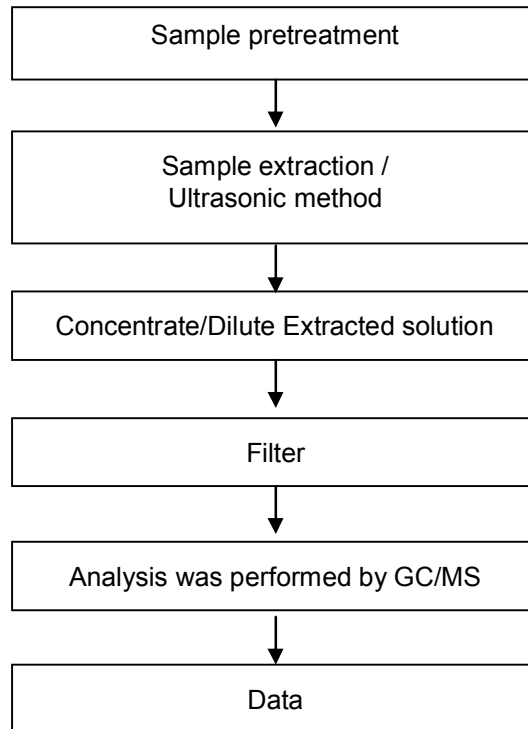 Sample pretreatment
Sample extraction /
Ultrasonic method
Concentrate/Dilute Extracted solution
Filter
Analysis was performed by GC/MS
Data